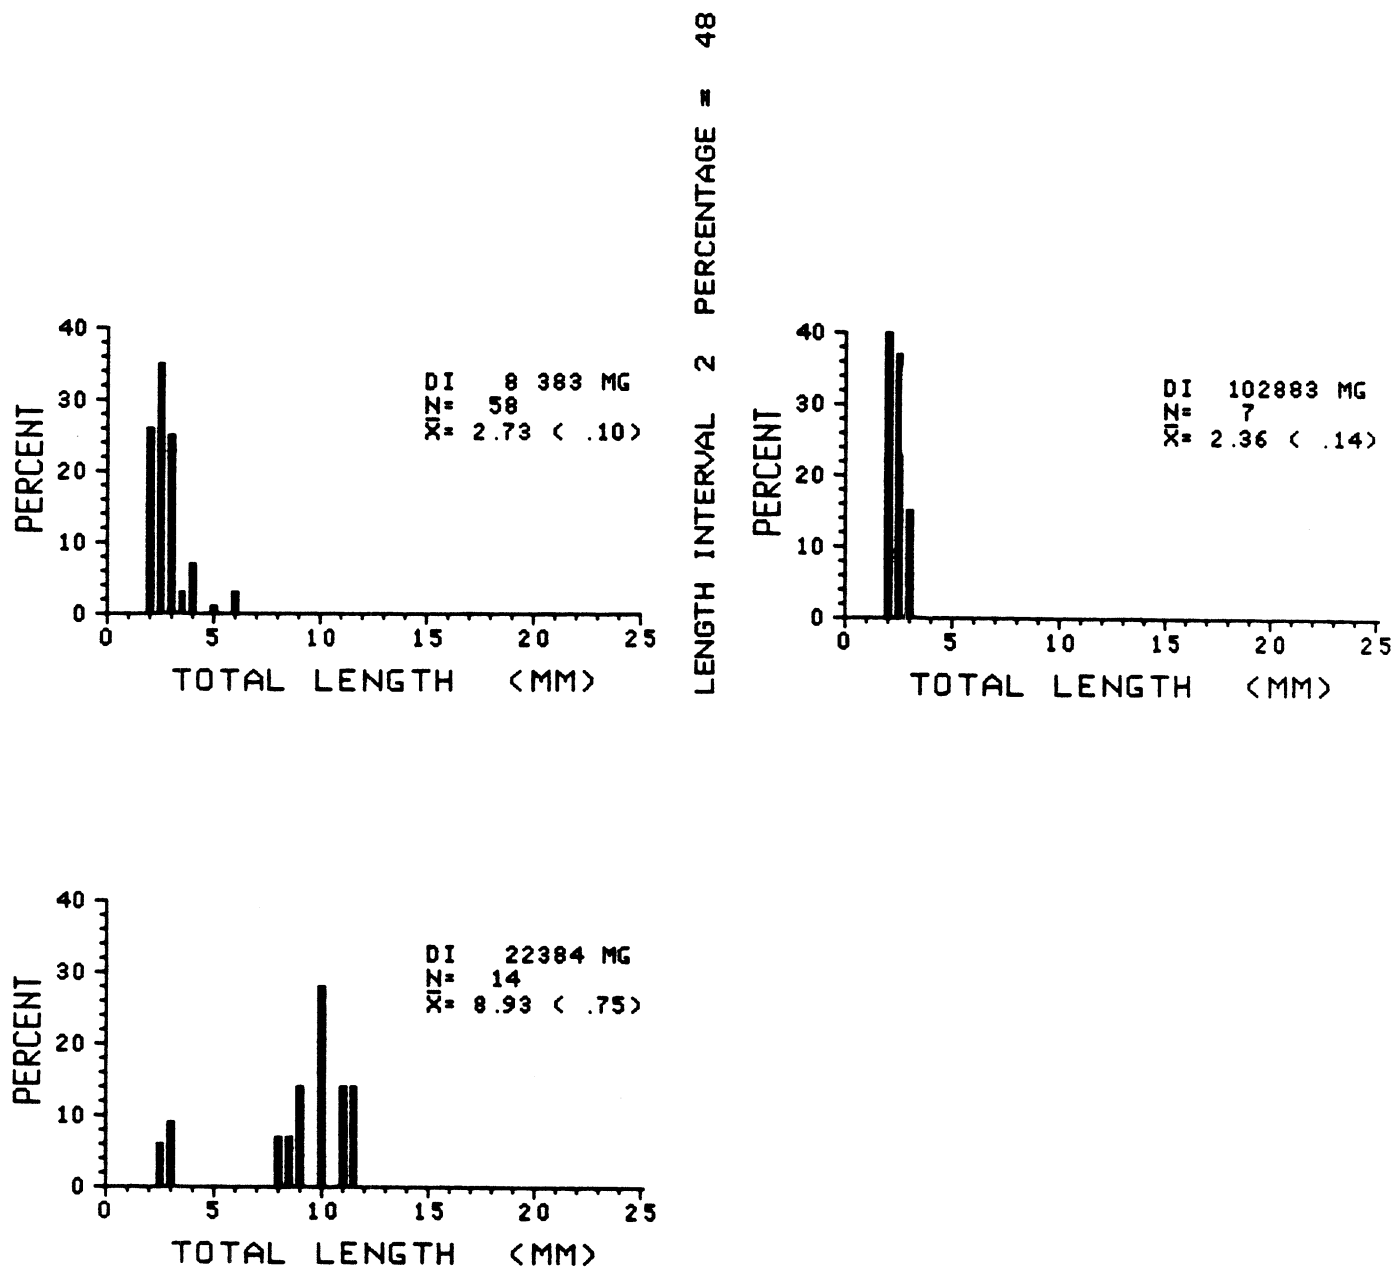 40
30
20
10
0
PERCENT
DI 8 383 MG
N= 58
X̄= 2.73 ( .10)
0 5 10 15 20 25
TOTAL LENGTH (MM)
LENGTH INTERVAL 2 PERCENTAGE = 48
40
30
20
10
0
PERCENT
DI 102883 MG
N= 7
X̄= 2.36 ( .14)
0 5 10 15 20 25
TOTAL LENGTH (MM)
40
30
20
10
0
PERCENT
DI 22384 MG
N= 14
X̄= 8.93 ( .75)
0 5 10 15 20 25
TOTAL LENGTH (MM)